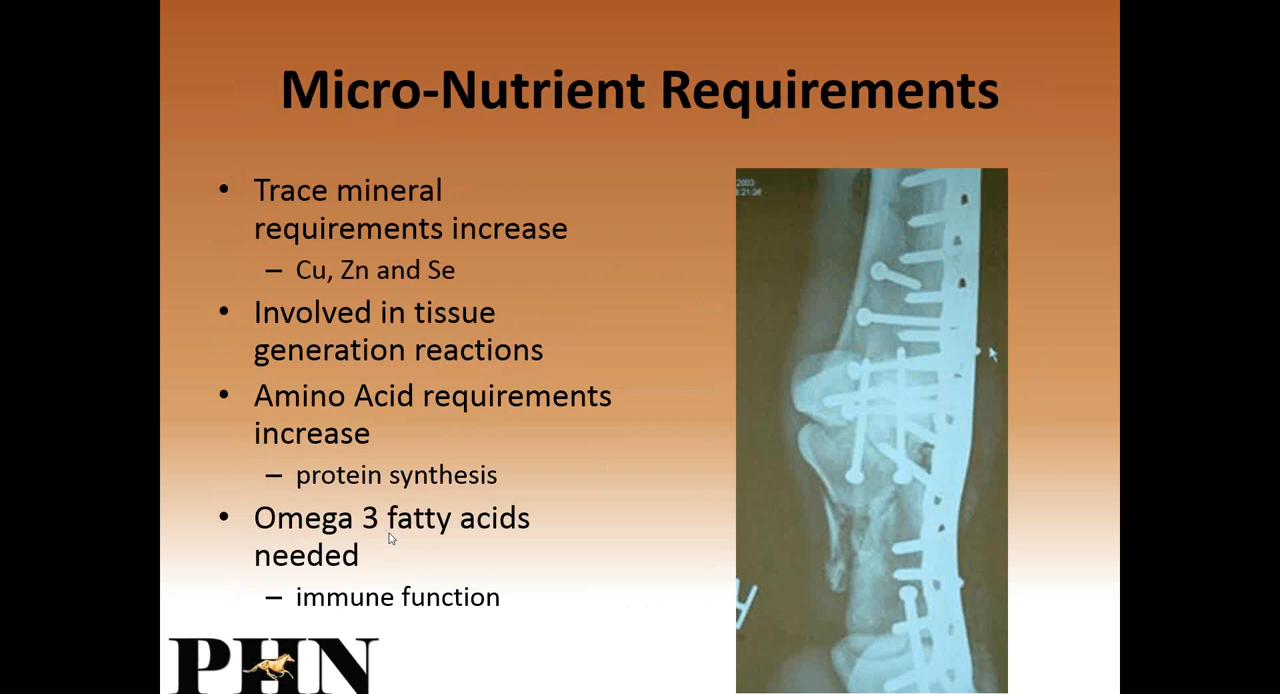 Micro-Nutrient Requirements
• Trace mineral
requirements increase
– Cu, Zn and Se
• Involved in tissue
generation reactions
• Amino Acid requirements
increase
– protein synthesis
• Omega 3 fatty acids
needed
– immune function
2003
PHN